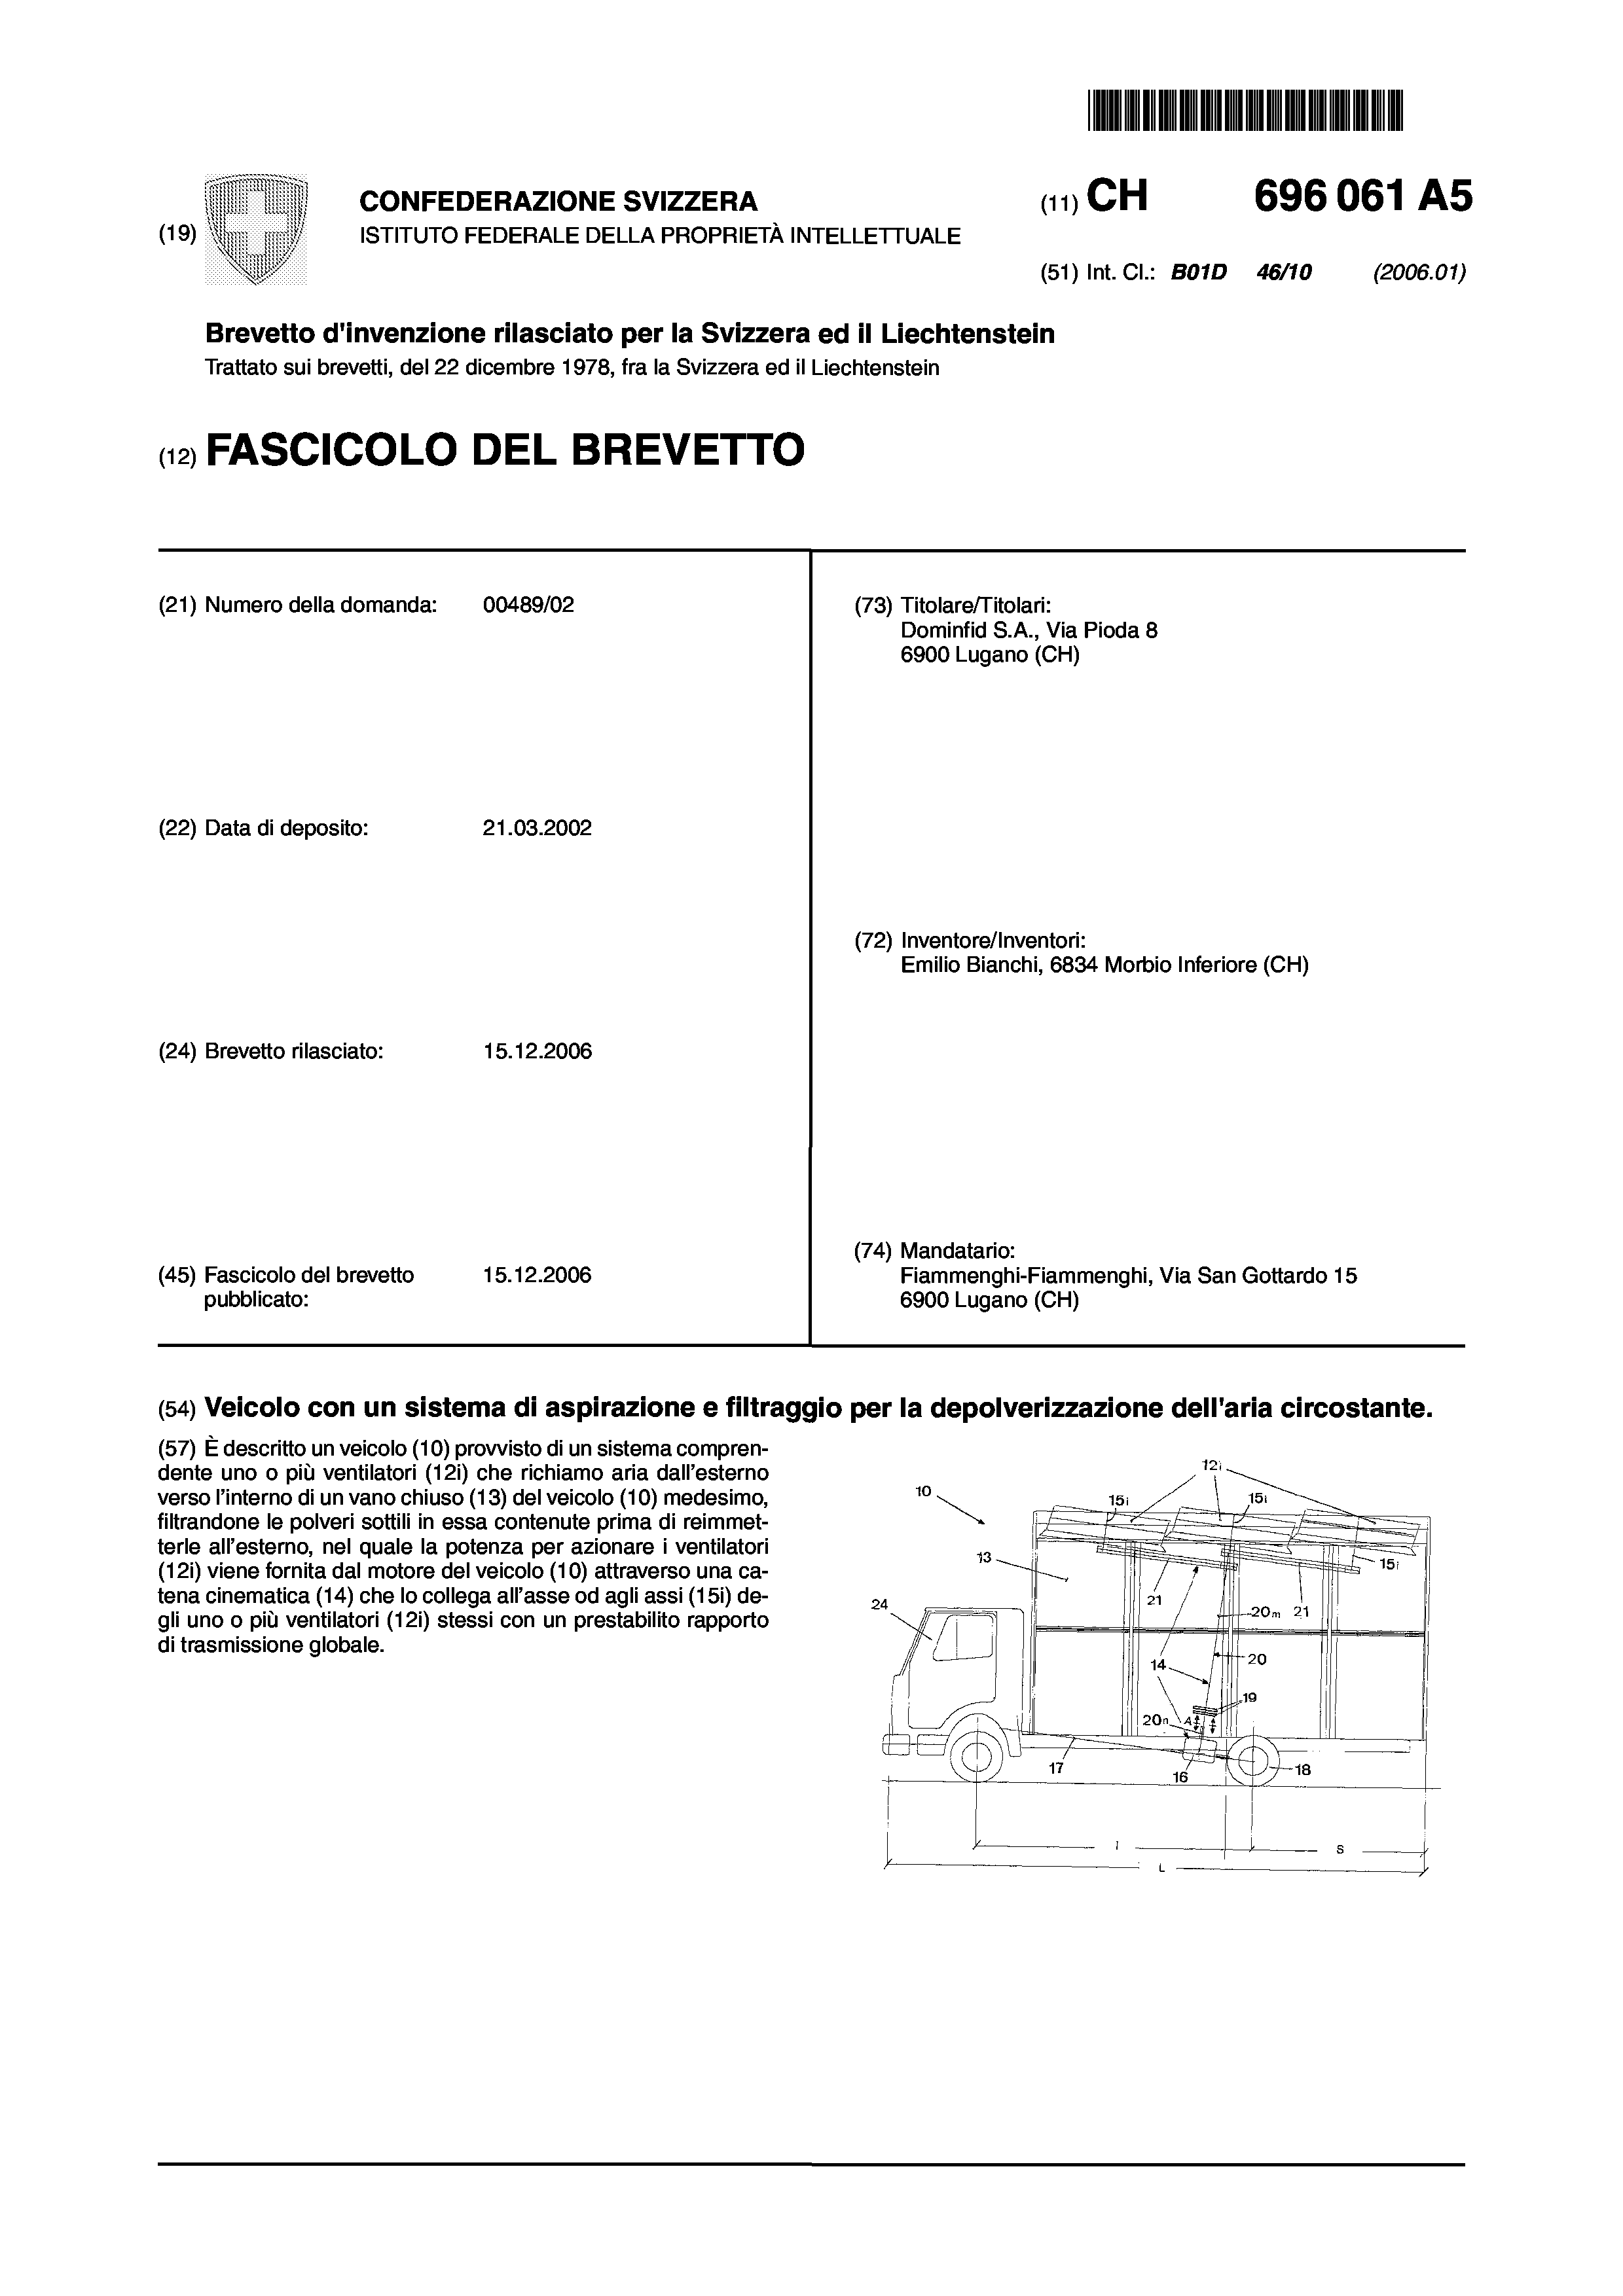 (19)
CONFEDERAZIONE SVIZZERA
ISTITUTO FEDERALE DELLA PROPRIETÀ INTELLETTUALE
(11) CH 696 061 A5
(51) Int. Cl.: B01D 46/10 (2006.01)
Brevetto d'invenzione rilasciato per la Svizzera ed il Liechtenstein
Trattato sui brevetti, del 22 dicembre 1978, fra la Svizzera ed il Liechtenstein
(12) FASCICOLO DEL BREVETTO
(21) Numero della domanda: 00489/02
(22) Data di deposito: 21.03.2002
(24) Brevetto rilasciato: 15.12.2006
(45) Fascicolo del brevetto 15.12.2006
pubblicato:
(73) Titolare/Titolari:
Dominfid S.A., Via Pioda 8
6900 Lugano (CH)
(72) Inventore/Inventori:
Emilio Bianchi, 6834 Morbio Inferiore (CH)
(74) Mandatario:
Fiammenghi-Fiammenghi, Via San Gottardo 15
6900 Lugano (CH)
(54) Veicolo con un sistema di aspirazione e filtraggio per la depolverizzazione dell'aria circostante.
(57) È descritto un veicolo (10) provvisto di un sistema compren-
dente uno o più ventilatori (12i) che richiamo aria dall'esterno
verso l'interno di un vano chiuso (13) del veicolo (10) medesimo,
filtrandone le polveri sottili in essa contenute prima di reimmet-
terle all'esterno, nel quale la potenza per azionare i ventilatori
(12i) viene fornita dal motore del veicolo (10) attraverso una ca-
tena cinematica (14) che lo collega all'asse od agli assi (15i) de-
gli uno o più ventilatori (12i) stessi con un prestabilito rapporto
di trasmissione globale.
12i
10
15i
15i
13
15i
21
20m
21
24
14
20
19
20n
A
17
16
18
I
S
L